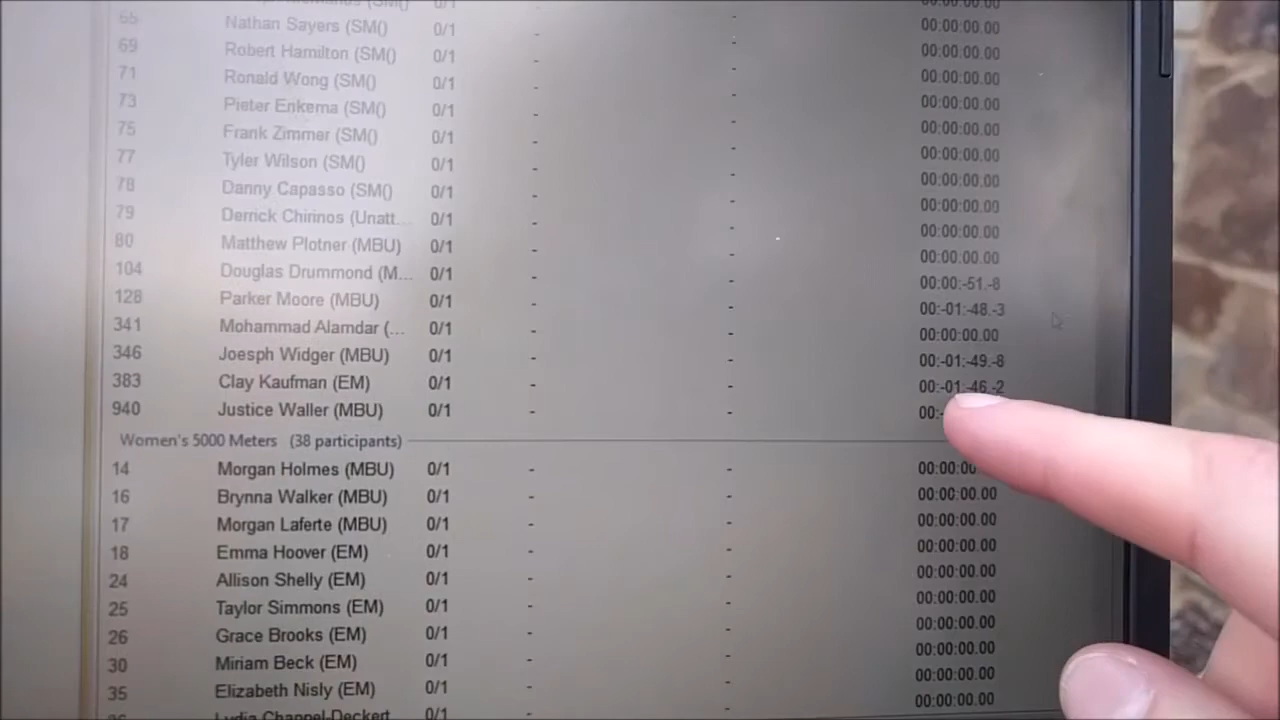 65 Nathan Sayers (SM() 0/1 - - 00:00:00.00
69 Robert Hamilton (SM() 0/1 - - 00:00:00.00
71 Ronald Wong (SM() 0/1 - - 00:00:00.00
73 Pieter Enkema (SM() 0/1 - - 00:00:00.00
75 Frank Zimmer (SM() 0/1 - - 00:00:00.00
77 Tyler Wilson (SM() 0/1 - - 00:00:00.00
78 Danny Capasso (SM() 0/1 - - 00:00:00.00
79 Derrick Chirinos (Unatt... 0/1 - - 00:00:00.00
80 Matthew Plotner (MBU) 0/1 - - 00:00:00.00
104 Douglas Drummond (M... 0/1 - - 00:00:-51.-8
128 Parker Moore (MBU) 0/1 - - 00:-01:-48.-3
341 Mohammad Alamdar (... 0/1 - - 00:00:00.00
346 Joesph Widger (MBU) 0/1 - - 00:-01:-49.-8
383 Clay Kaufman (EM) 0/1 - - 00:-01:-46.-2
940 Justice Waller (MBU) 0/1 - - 00:-
Women's 5000 Meters (38 participants)
14 Morgan Holmes (MBU) 0/1 - - 00:00:00
16 Brynna Walker (MBU) 0/1 - - 00:00:00.00
17 Morgan Laferte (MBU) 0/1 - - 00:00:00.00
18 Emma Hoover (EM) 0/1 - - 00:00:00.00
24 Allison Shelly (EM) 0/1 - - 00:00:00.00
25 Taylor Simmons (EM) 0/1 - - 00:00:00.00
26 Grace Brooks (EM) 0/1 - - 00:00:00.00
30 Miriam Beck (EM) 0/1 - - 00:00:00.00
35 Elizabeth Nisly (EM) 0/1 - - 00:00:00.00
Lydia Channel-Deckert 0/1